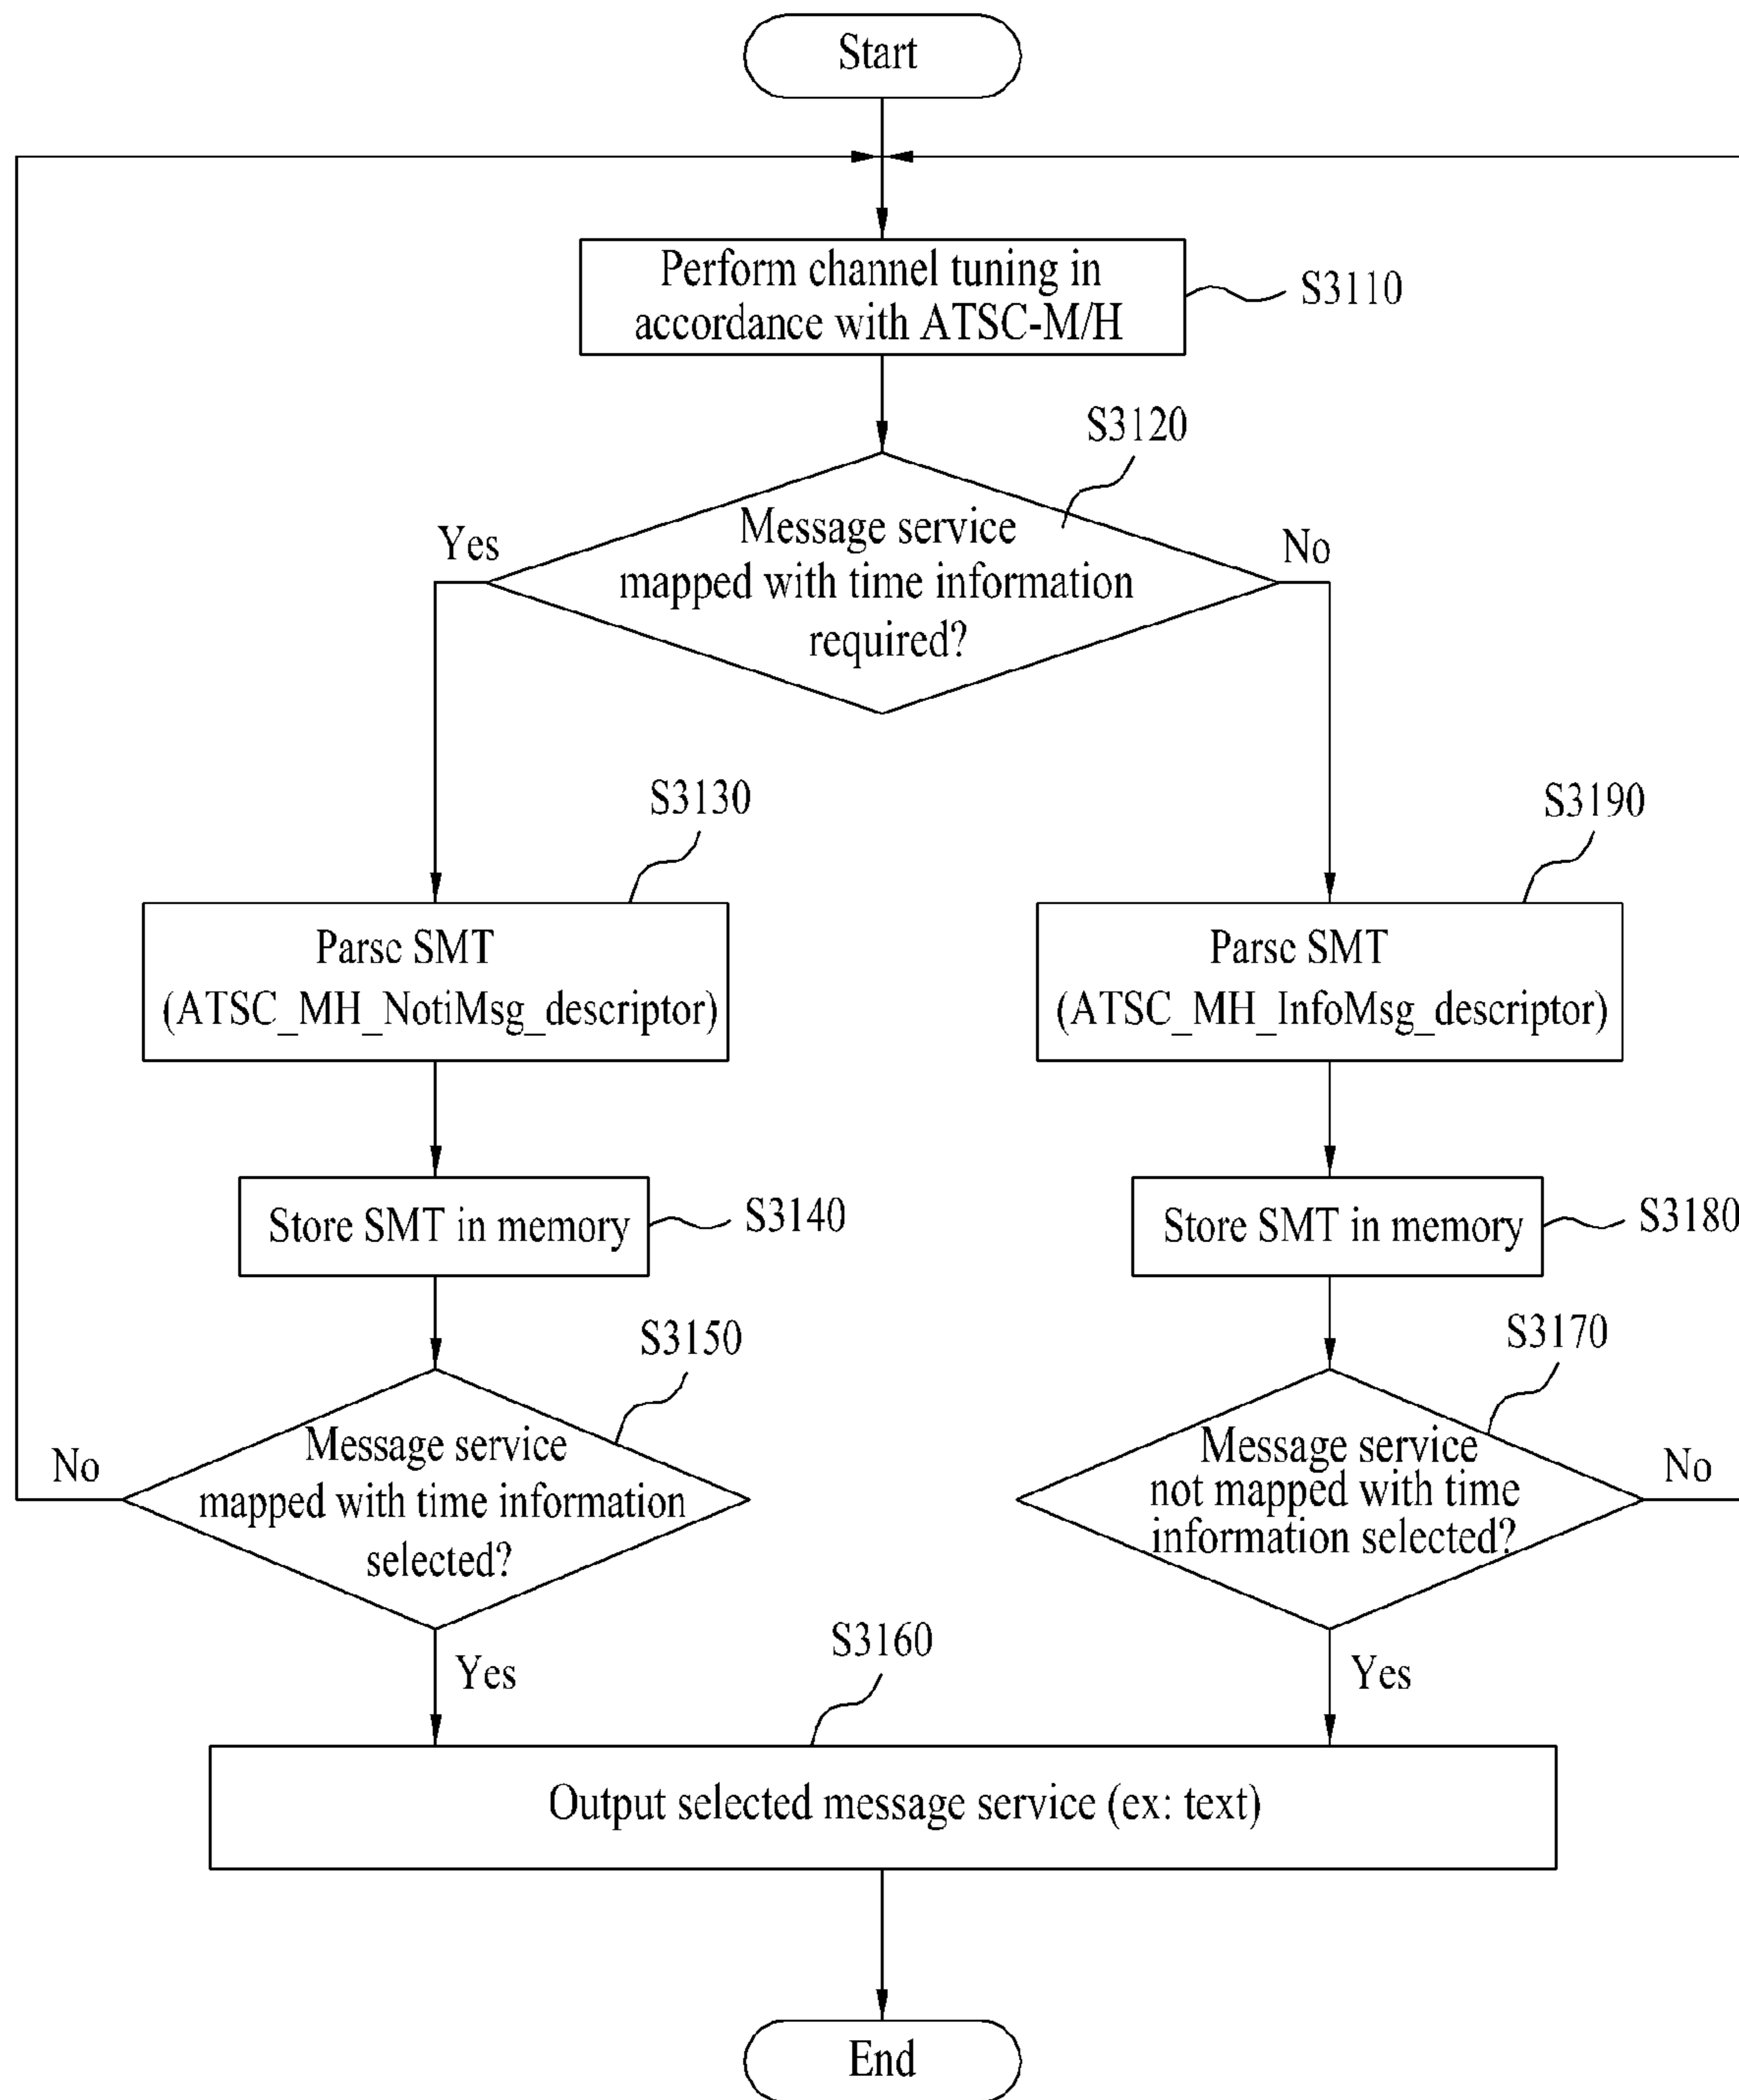 Start
Perform channel tuning in
accordance with ATSC-M/H
S3110
S3120
Yes
No
Message service
mapped with time information
required?
S3130
S3190
Parse SMT
(ATSC_MH_NotiMsg_descriptor)
Parse SMT
(ATSC_MH_InfoMsg_descriptor)
Store SMT in memory
S3140
Store SMT in memory
S3180
S3150
S3170
No
Message service
mapped with time information
selected?
Message service
not mapped with time
information selected?
No
Yes
S3160
Yes
Output selected message service (ex: text)
End